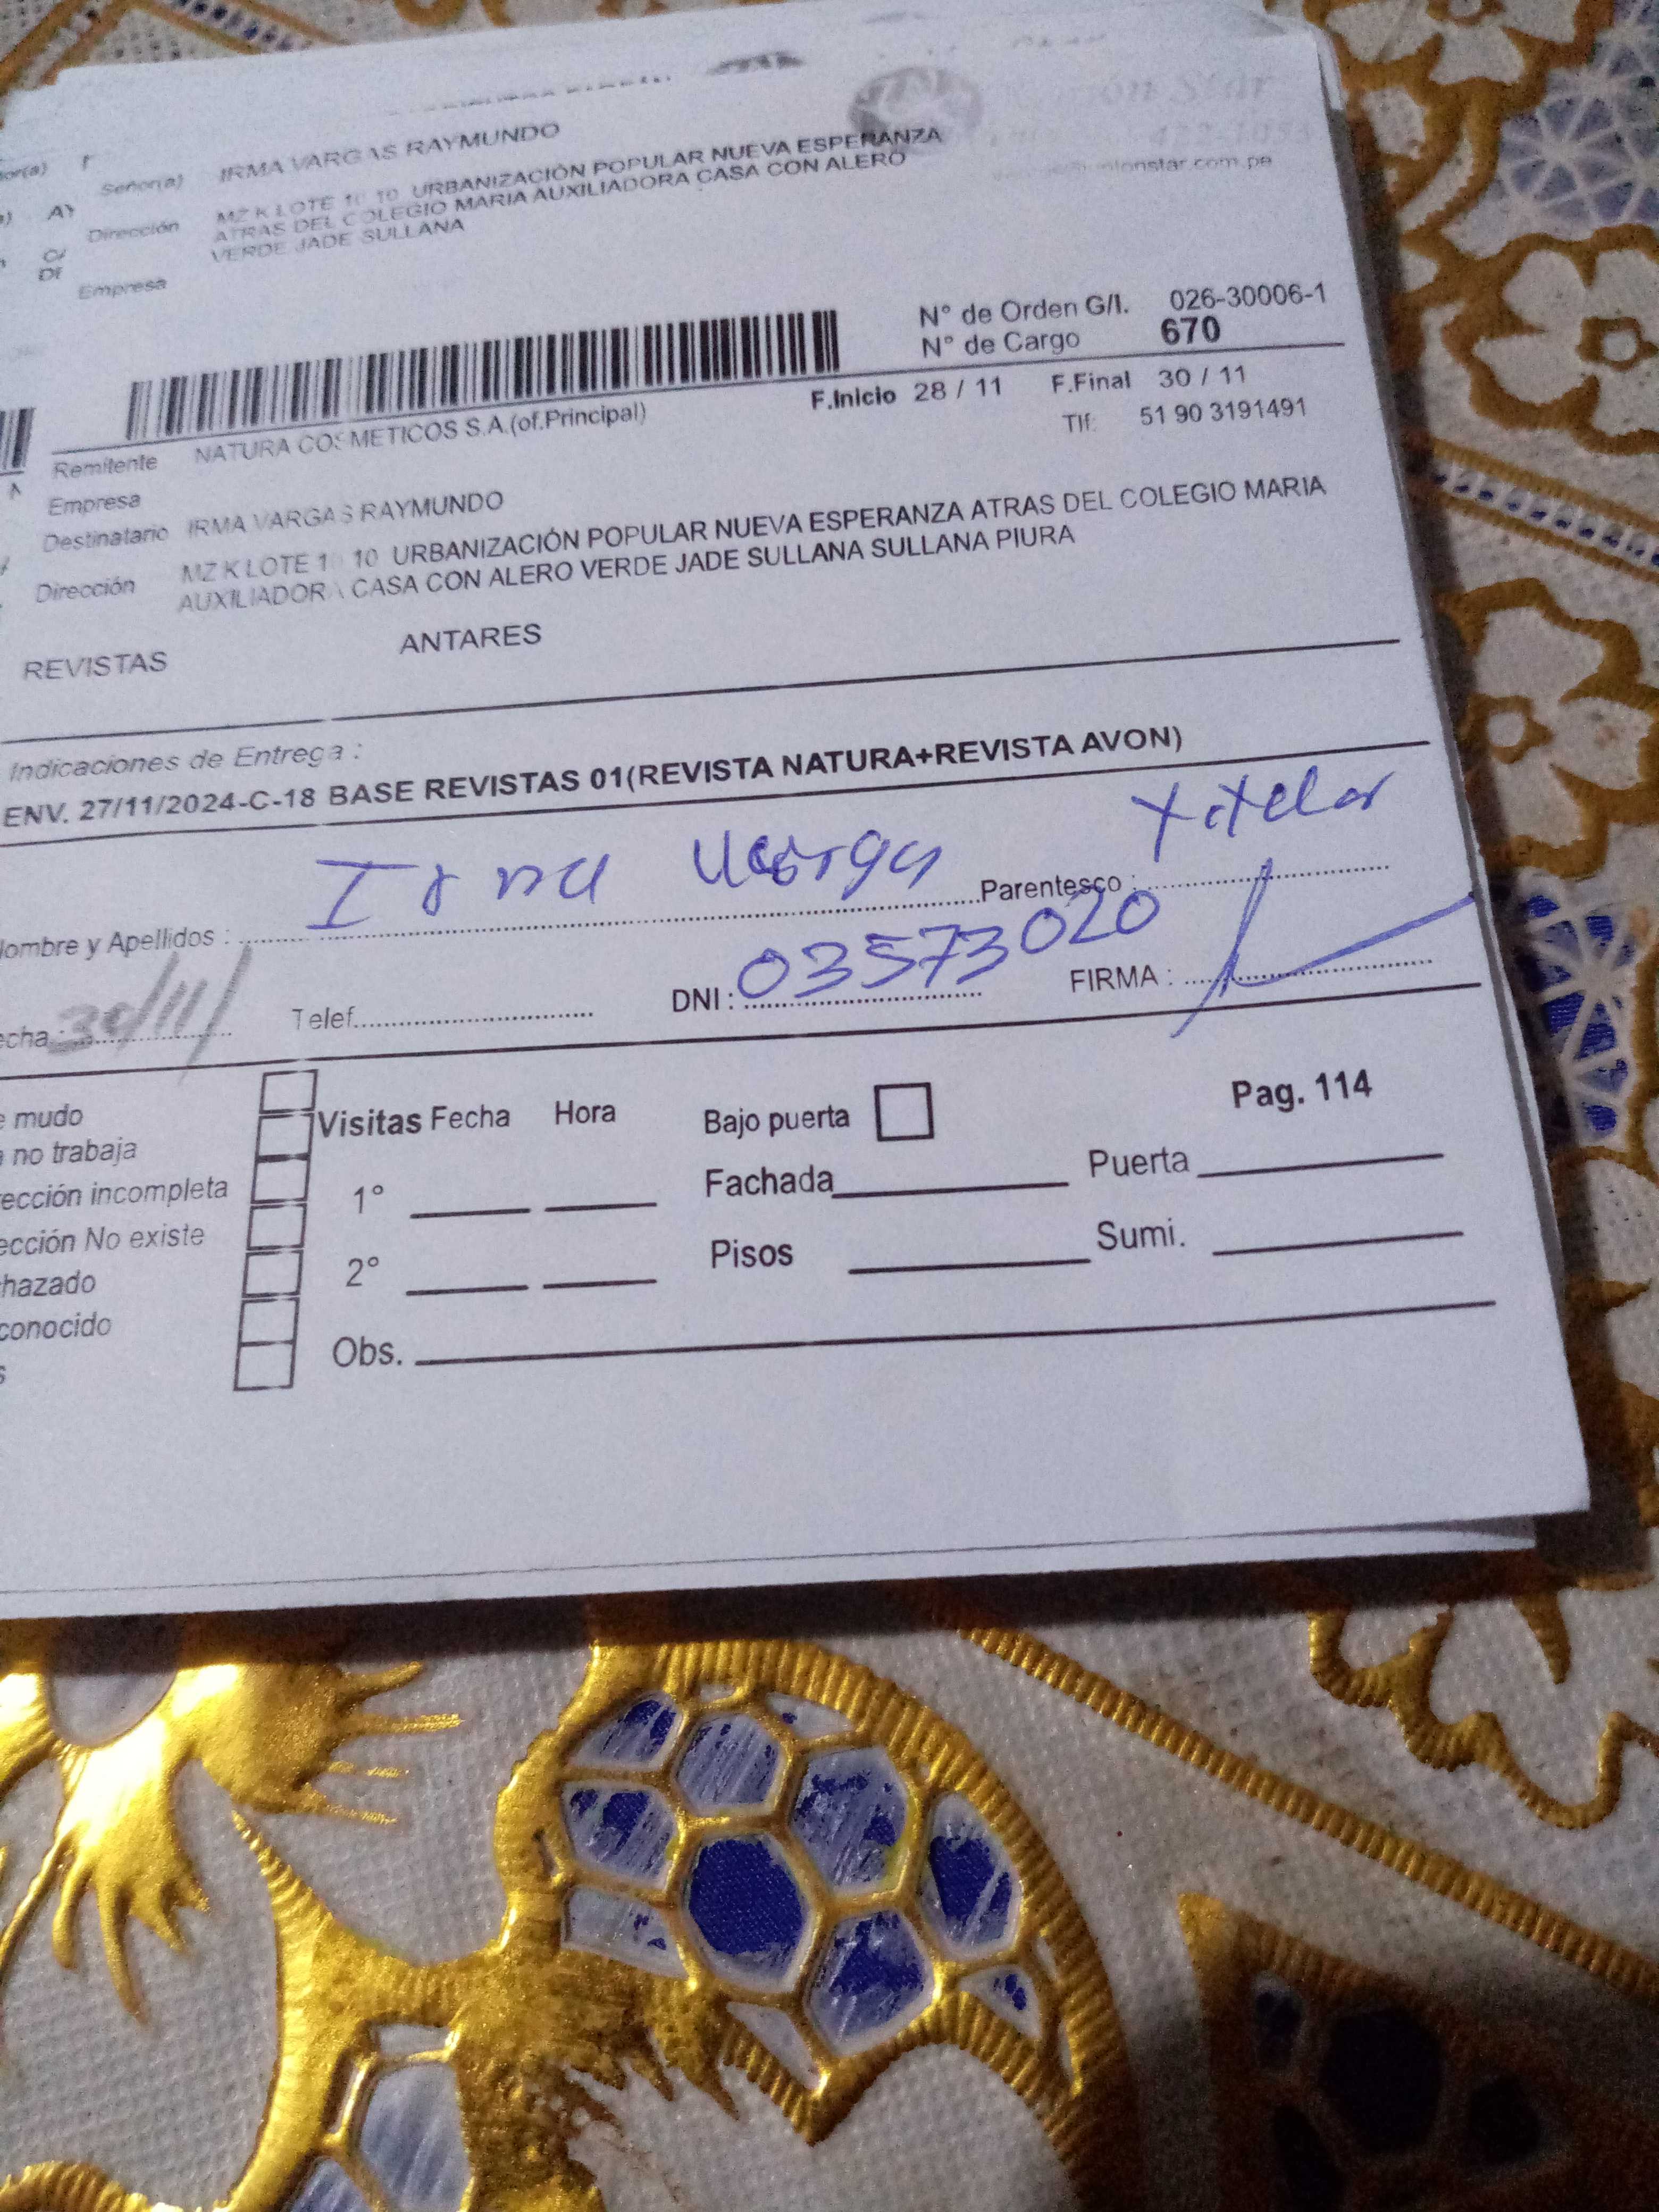 Señor(a) IRMA VARGAS RAYMUNDO
Dirección MZ K LOTE 10 10 URBANIZACIÓN POPULAR NUEVA ESPERANZA
ATRAS DEL COLEGIO MARIA AUXILIADORA CASA CON ALERO
VERDE JADE SULLANA
Empresa
N° de Orden G/I. 026-30006-1
N° de Cargo 670
F.Inicio 28 / 11 F.Final 30 / 11
Remitente NATURA COSMETICOS S.A.(of.Principal) Tlf: 51 90 3191491
Empresa
Destinatario IRMA VARGAS RAYMUNDO
Dirección MZ K LOTE 10 10 URBANIZACIÓN POPULAR NUEVA ESPERANZA ATRAS DEL COLEGIO MARIA
AUXILIADORA CASA CON ALERO VERDE JADE SULLANA SULLANA PIURA
REVISTAS ANTARES
Indicaciones de Entrega :
ENV. 27/11/2024-C-18 BASE REVISTAS 01(REVISTA NATURA+REVISTA AVON)
ombre y Apellidos : Irma Vargas Parentesco : titular
echa : 30/11/ Telef. DNI : 03573020 FIRMA :
mudo Visitas Fecha Hora Bajo puerta Pag. 114
no trabaja
ección incompleta 1° Fachada Puerta
ección No existe
hazado 2° Pisos Sumi.
conocido
Obs.